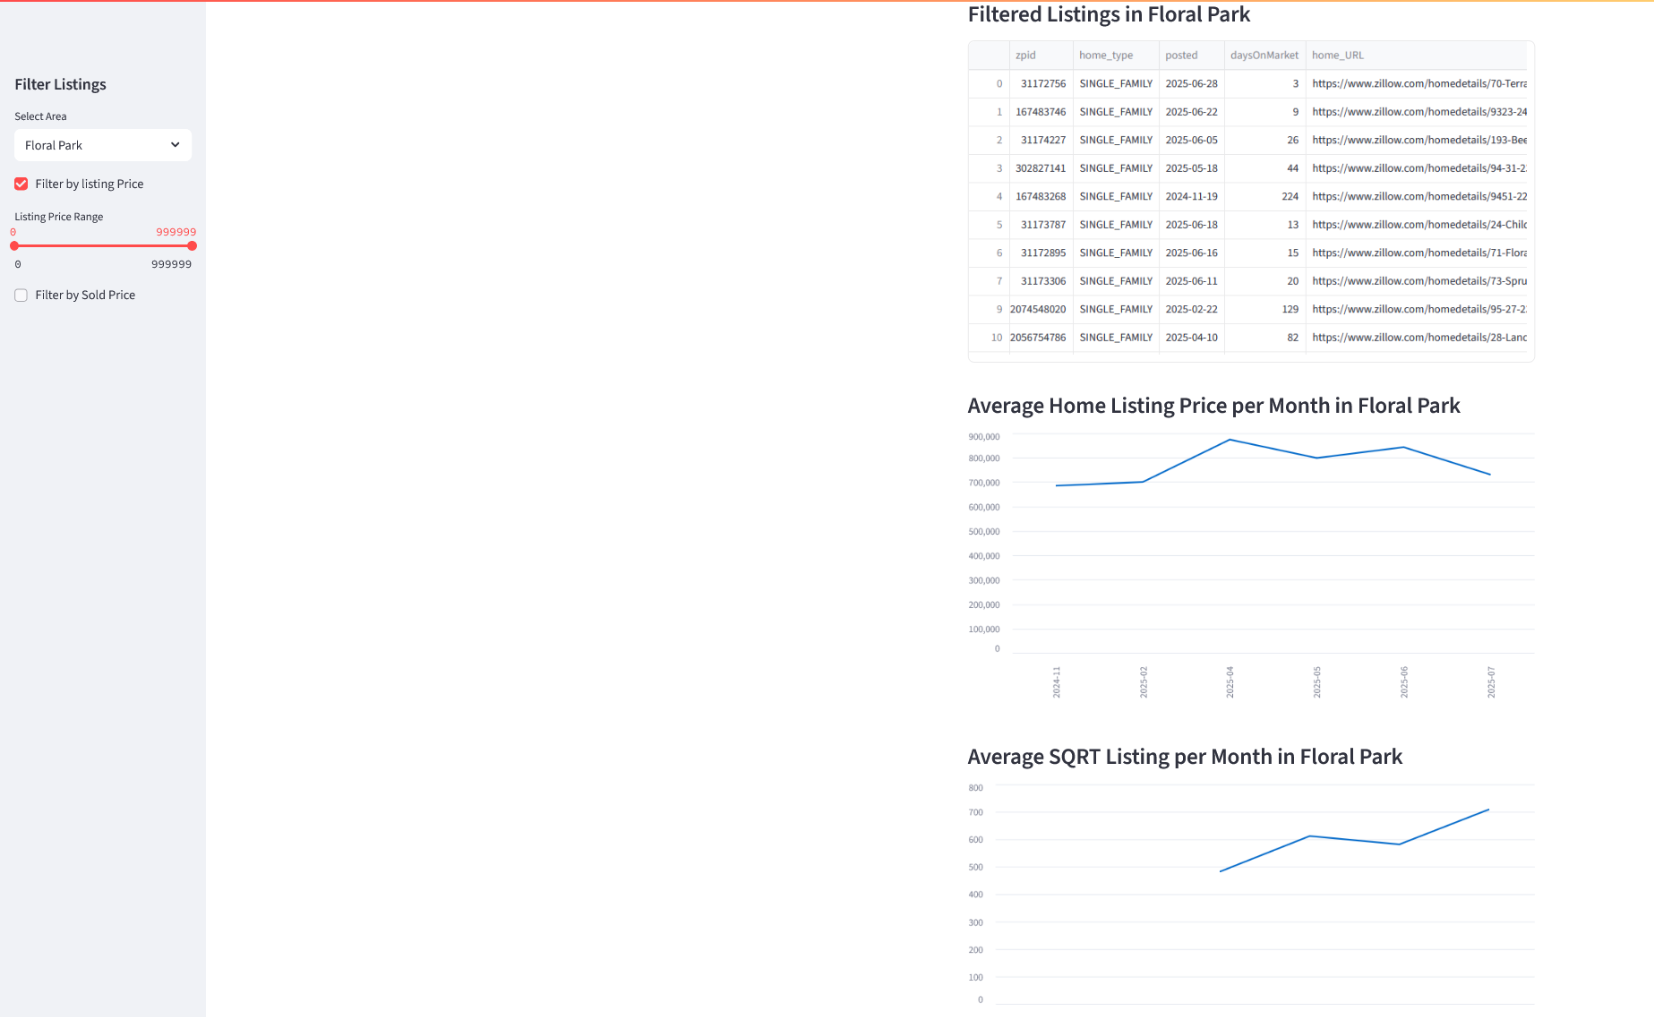 Filter Listings
Select Area
Floral Park
Filter by listing Price
Listing Price Range
0 999999
0 999999
Filter by Sold Price
Filtered Listings in Floral Park
zpid home_type posted daysOnMarket home_URL
0 31172756 SINGLE_FAMILY 2025-06-28 3 https://www.zillow.com/homedetails/70-Terra
1 167483746 SINGLE_FAMILY 2025-06-22 9 https://www.zillow.com/homedetails/9323-24
2 31174227 SINGLE_FAMILY 2025-06-05 26 https://www.zillow.com/homedetails/193-Bee
3 302827141 SINGLE_FAMILY 2025-05-18 44 https://www.zillow.com/homedetails/94-31-2
4 167483268 SINGLE_FAMILY 2024-11-19 224 https://www.zillow.com/homedetails/9451-22
5 31173787 SINGLE_FAMILY 2025-06-18 13 https://www.zillow.com/homedetails/24-Chil
6 31172895 SINGLE_FAMILY 2025-06-16 15 https://www.zillow.com/homedetails/71-Flora
7 31173306 SINGLE_FAMILY 2025-06-11 20 https://www.zillow.com/homedetails/73-Spru
9 2074548020 SINGLE_FAMILY 2025-02-22 129 https://www.zillow.com/homedetails/95-27-2
10 2056754786 SINGLE_FAMILY 2025-04-10 82 https://www.zillow.com/homedetails/28-Lan
Average Home Listing Price per Month in Floral Park
900,000
800,000
700,000
600,000
500,000
400,000
300,000
200,000
100,000
0
2024-11 2025-02 2025-04 2025-05 2025-06 2025-07
Average SQRT Listing per Month in Floral Park
800
700
600
500
400
300
200
100
0